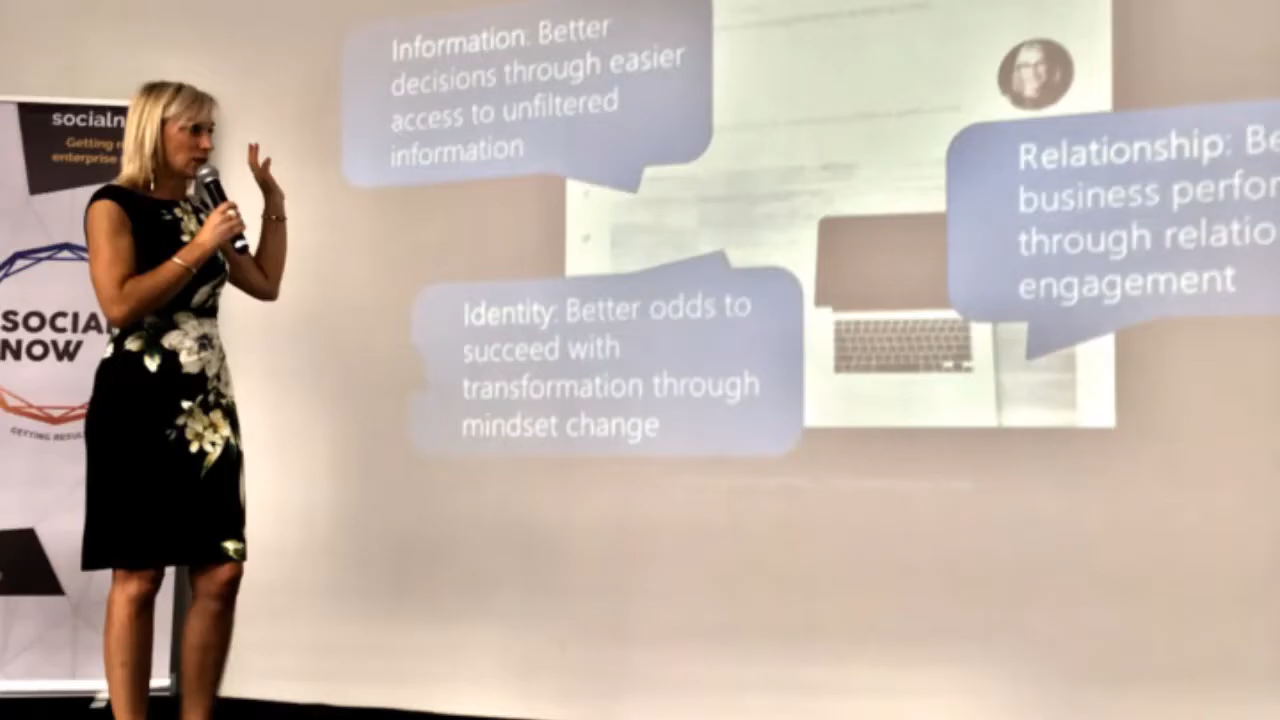 socialn
Getting
enterprise
SOCIAL
NOW
GETTING RESUL
Information: Better
decisions through easier
access to unfiltered
information
Identity: Better odds to
succeed with
transformation through
mindset change
Relationship: Be
business perfor
through relatio
engagement